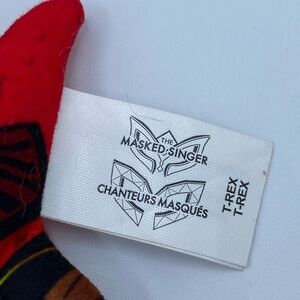 THE
MASKED SINGER
CHANTEURS MASQUÉS
T-REX
T-REX